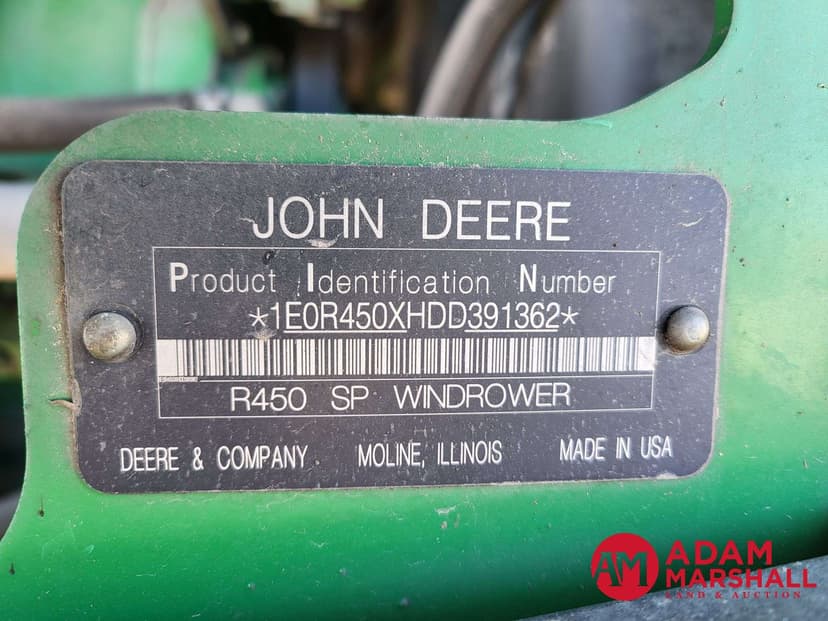 JOHN DEERE
Product Identification Number
*1E0R450XHDD391362*
R450 SP WINDROWER
DEERE & COMPANY MOLINE, ILLINOIS MADE IN USA
AM ADAM
MARSHALL
LAND & AUCTION